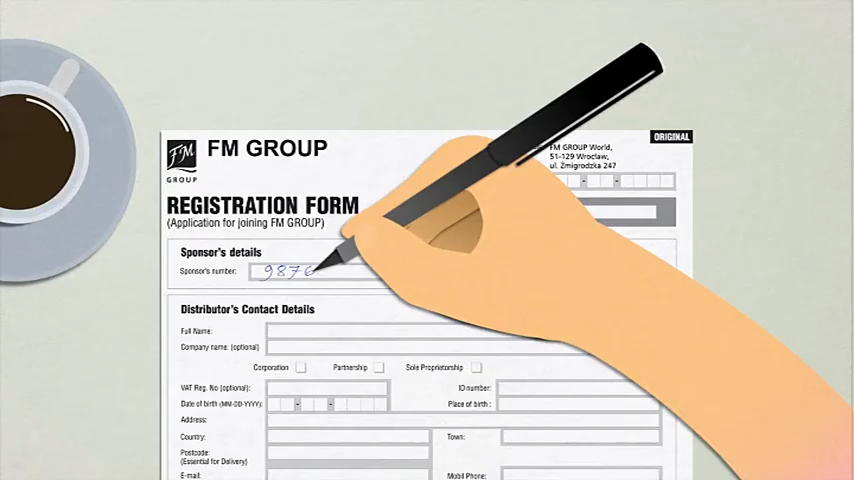 ORIGINAL
FM GROUP
FM GROUP
FM GROUP World,
51-129 Wrocław,
ul. Żmigrodzka 247
REGISTRATION FORM
(Application for joining FM GROUP)
Sponsor's details
Sponsor's number: 9876
Distributor's Contact Details
Full Name:
Company name: (optional)
Corporation Partnership Sole Proprietorship
VAT Reg. No (optional): ID number:
Date of birth (MM-DD-YYYY): Place of birth :
Address:
Country: Town:
Postcode:
(Essential for Delivery)
E-mail: Mobil Phone: